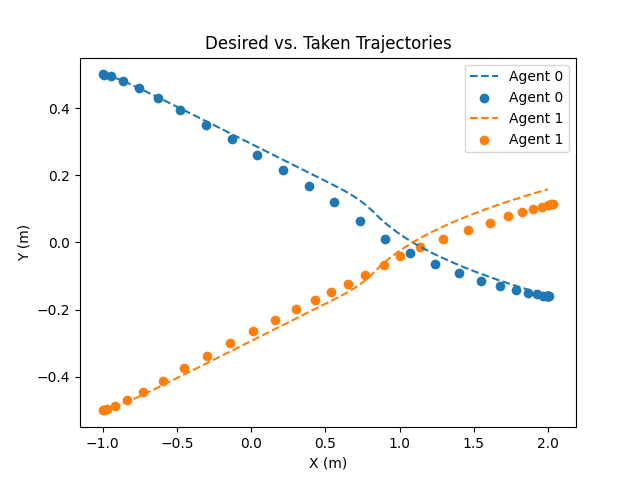 Desired vs. Taken Trajectories
Agent 0
Agent 0
Agent 1
Agent 1
Y (m)
0.4
0.2
0.0
−0.2
−0.4
−1.0 −0.5 0.0 0.5 1.0 1.5 2.0
X (m)